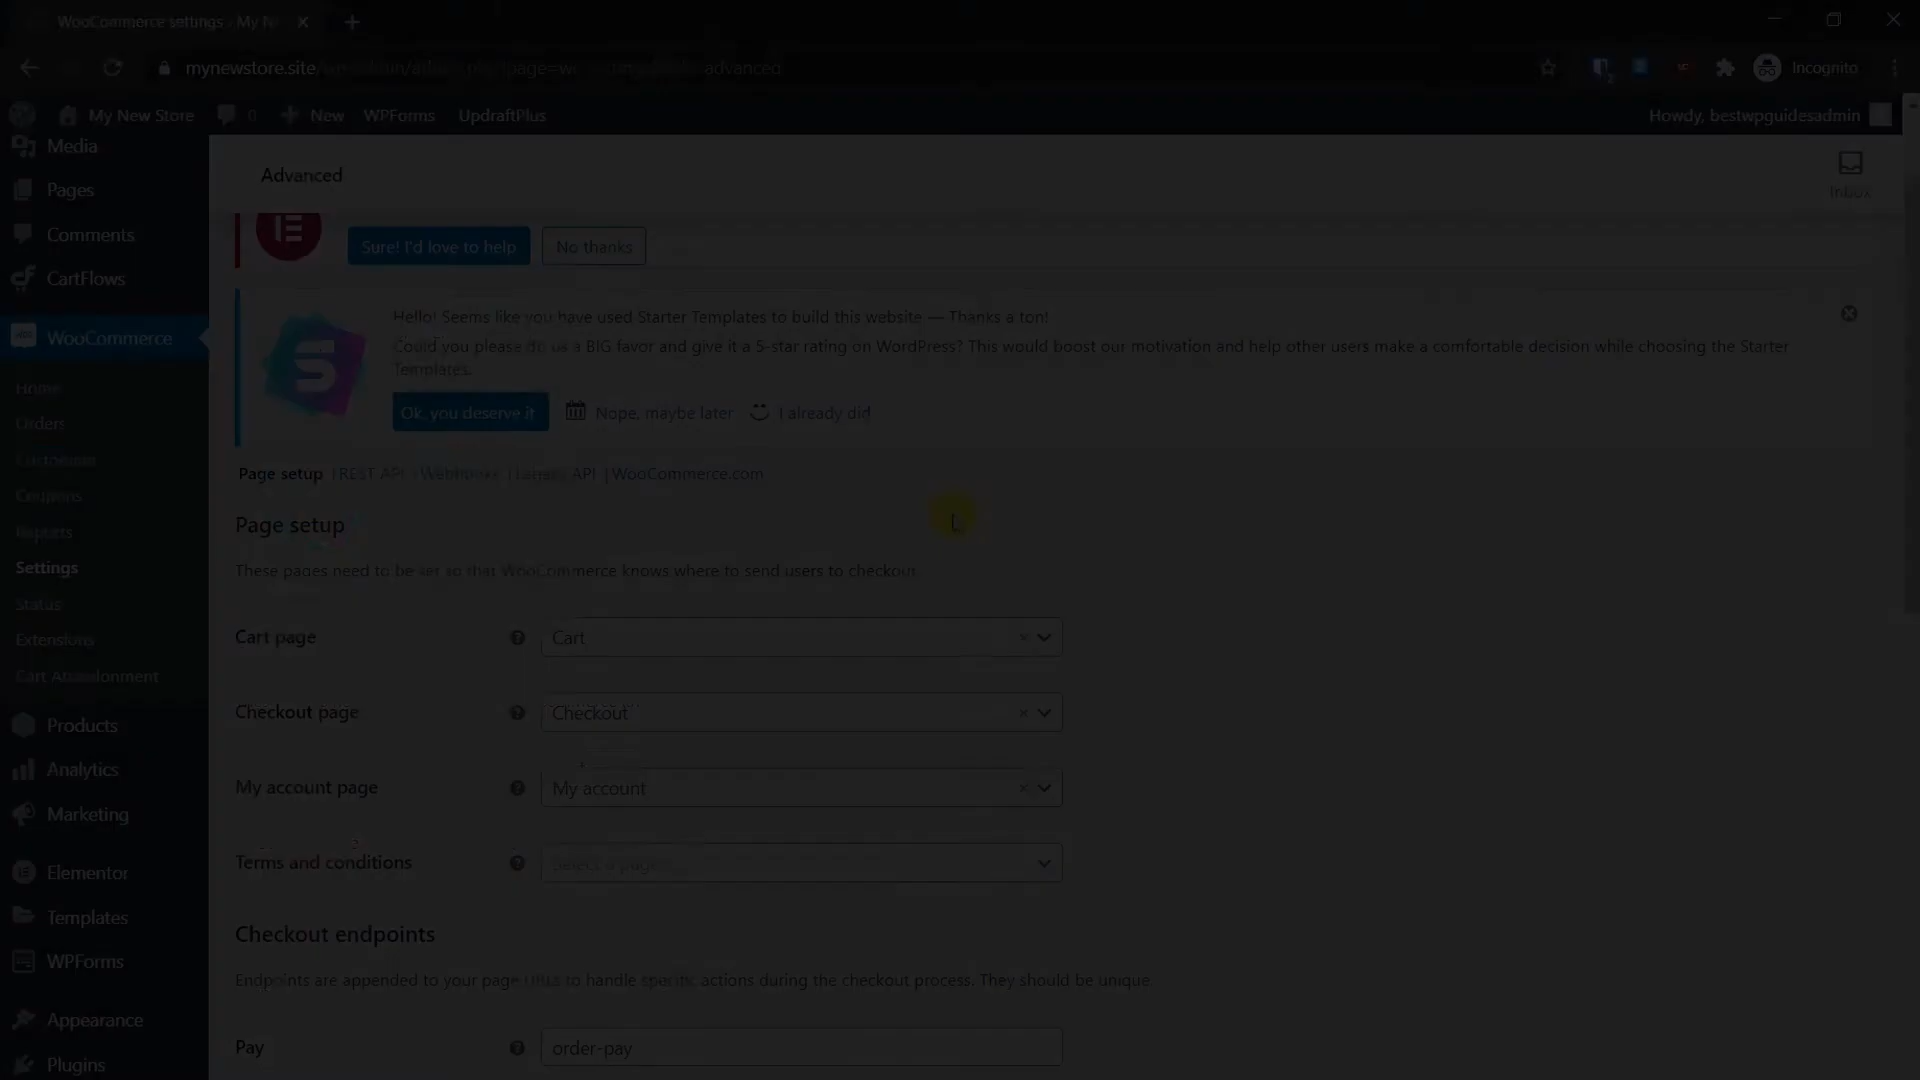 WooCommerce settings - My N
mynewstore.site
Incognito
My New Store
0
New
WPForms
UpdraftPlus
Howdy, bestwpguidesadmin
Media
Pages
Comments
CartFlows
WooCommerce
Home
Orders
Customers
Coupons
Reports
Settings
Status
Extensions
Cart Abandonment
Products
Analytics
Marketing
Elementor
Templates
WPForms
Appearance
Plugins
Advanced
Inbox
Sure! I'd love to help
No thanks
Hello! Seems like you have used Starter Templates to build this website — Thanks a ton!
Could you please do us a BIG favor and give it a 5-star rating on WordPress? This would boost our motivation and help other users make a comfortable decision while choosing the Starter
Templates.
Ok, you deserve it
Nope, maybe later
I already did
Page setup | REST API | Webhooks | Legacy API | WooCommerce.com
Page setup
These pages need to be set so that WooCommerce knows where to send users to checkout.
Cart page
Cart
Checkout page
Checkout
My account page
My account
Terms and conditions
Select a page
Checkout endpoints
Endpoints are appended to your page URLs to handle specific actions during the checkout process. They should be unique.
Pay
order-pay